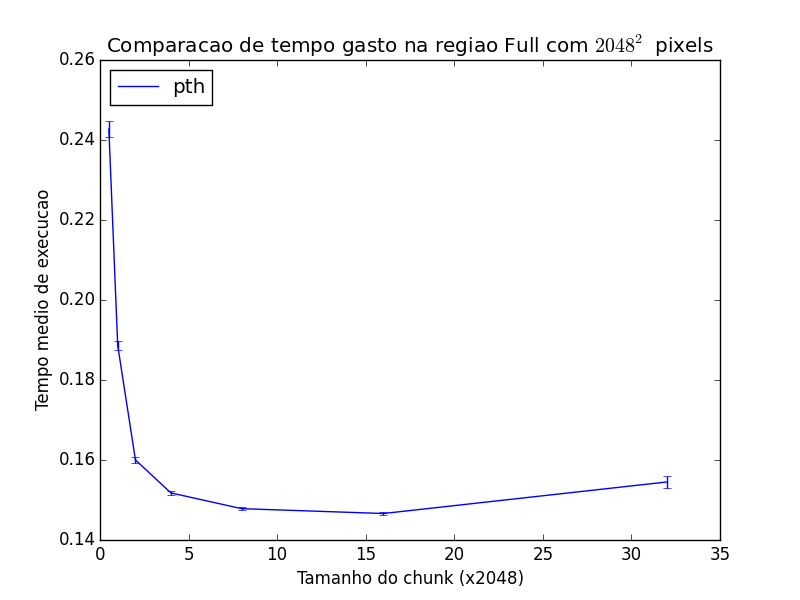 Comparacao de tempo gasto na regiao Full com 2048² pixels
pth
Tempo medio de execucao
0.26
0.24
0.22
0.20
0.18
0.16
0.14
0 5 10 15 20 25 30 35
Tamanho do chunk (x2048)